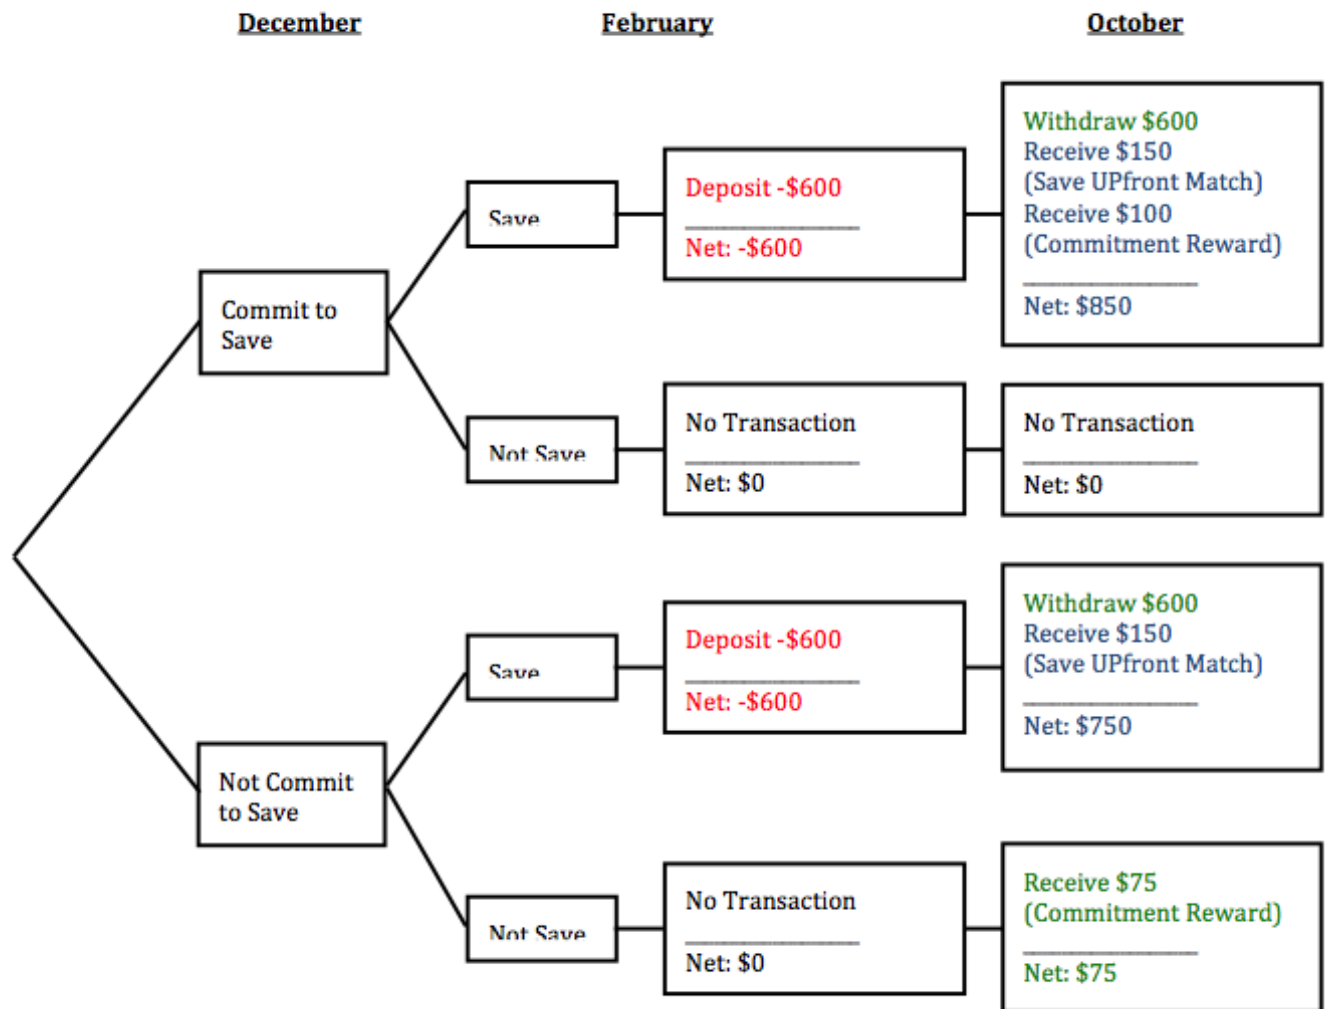 December
February
October
Commit to
Save
Save
Deposit -$600
Net: -$600
Withdraw $600
Receive $150
(Save UPfront Match)
Receive $100
(Commitment Reward)
Net: $850
Not Save
No Transaction
Net: $0
No Transaction
Net: $0
Not Commit
to Save
Save
Deposit -$600
Net: -$600
Withdraw $600
Receive $150
(Save UPfront Match)
Net: $750
Not Save
No Transaction
Net: $0
Receive $75
(Commitment Reward)
Net: $75